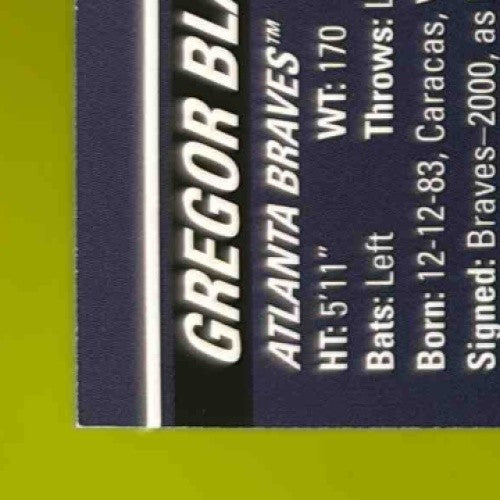 GREGOR BLA
ATLANTA BRAVES™
HT: 5'11" WT: 170
Bats: Left Throws: L
Born: 12-12-83, Caracas, V
Signed: Braves–2000, as